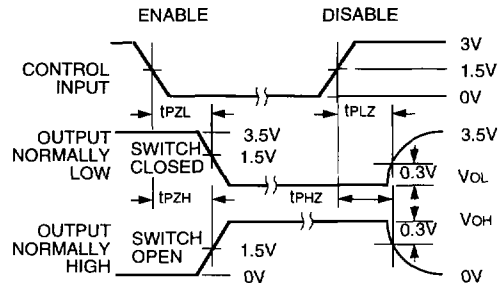 ENABLE DISABLE
3V
CONTROL INPUT
1.5V
0V
tPZL tPLZ
OUTPUT NORMALLY LOW
SWITCH CLOSED
3.5V
1.5V
3.5V
0.3V
VOL
tPZH tPHZ
VOH
0.3V
OUTPUT NORMALLY HIGH
SWITCH OPEN
1.5V
0V
0V